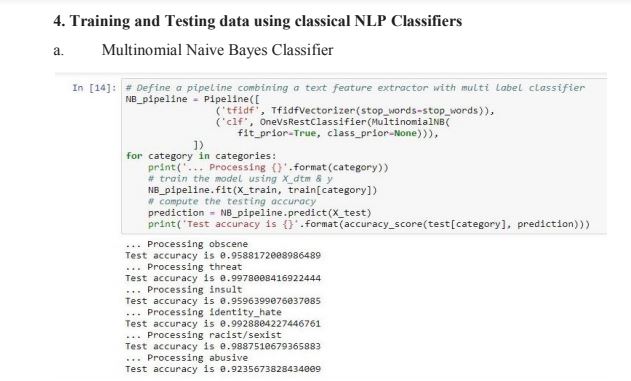 4. Training and Testing data using classical NLP Classifiers
a. Multinomial Naive Bayes Classifier
In [14]: # Define a pipeline combining a text feature extractor with multi label classifier
NB_pipeline = Pipeline([
('tfidf', TfidfVectorizer(stop_words=stop_words)),
('clf', OneVsRestClassifier(MultinomialNB(
fit_prior=True, class_prior=None))),
])
for category in categories:
print('... Processing {}'.format(category))
# train the model using X_dtm & y
NB_pipeline.fit(X_train, train[category])
# compute the testing accuracy
prediction = NB_pipeline.predict(X_test)
print('Test accuracy is {}'.format(accuracy_score(test[category], prediction)))
... Processing obscene
Test accuracy is 0.9588172008986489
... Processing threat
Test accuracy is 0.9978008416922444
... Processing insult
Test accuracy is 0.9596399076037085
... Processing identity_hate
Test accuracy is 0.9928804227446761
... Processing racist/sexist
Test accuracy is 0.9887510679365883
... Processing abusive
Test accuracy is 0.9235673828434009